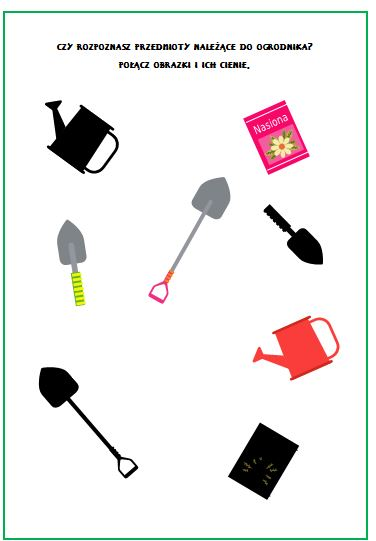 CZY ROZPOZNASZ PRZEDMIOTY NALEŻĄCE DO OGRODNIKA?
POŁĄCZ OBRAZKI I ICH CIENIE.
Nasiona